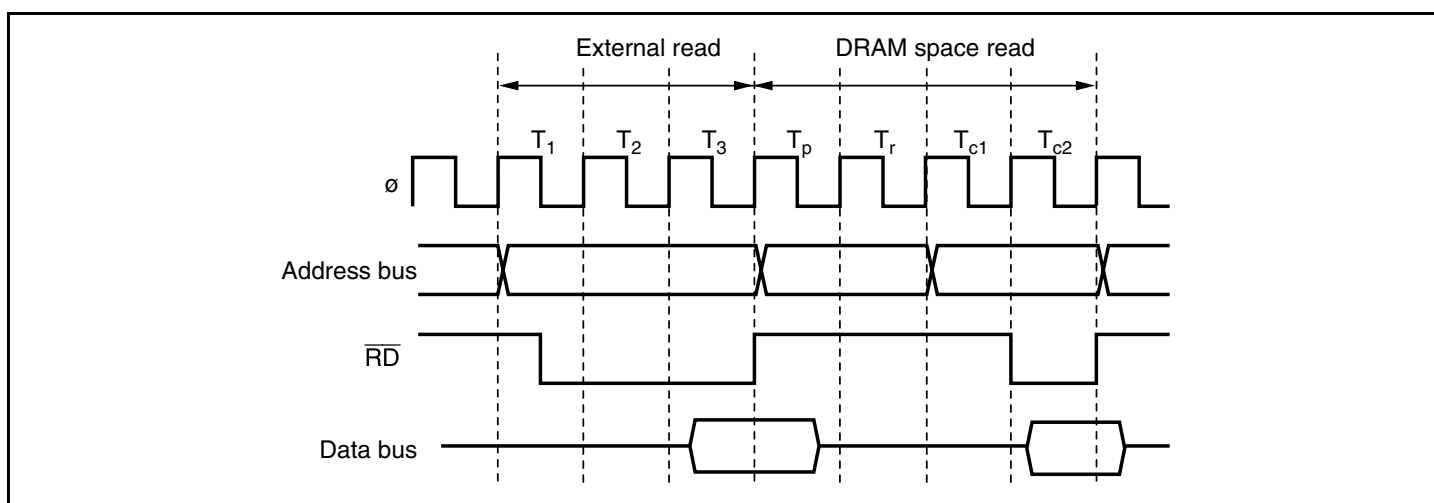 External read DRAM space read
T1 T2 T3 Tp Tr Tc1 Tc2
ø
Address bus
RD
Data bus